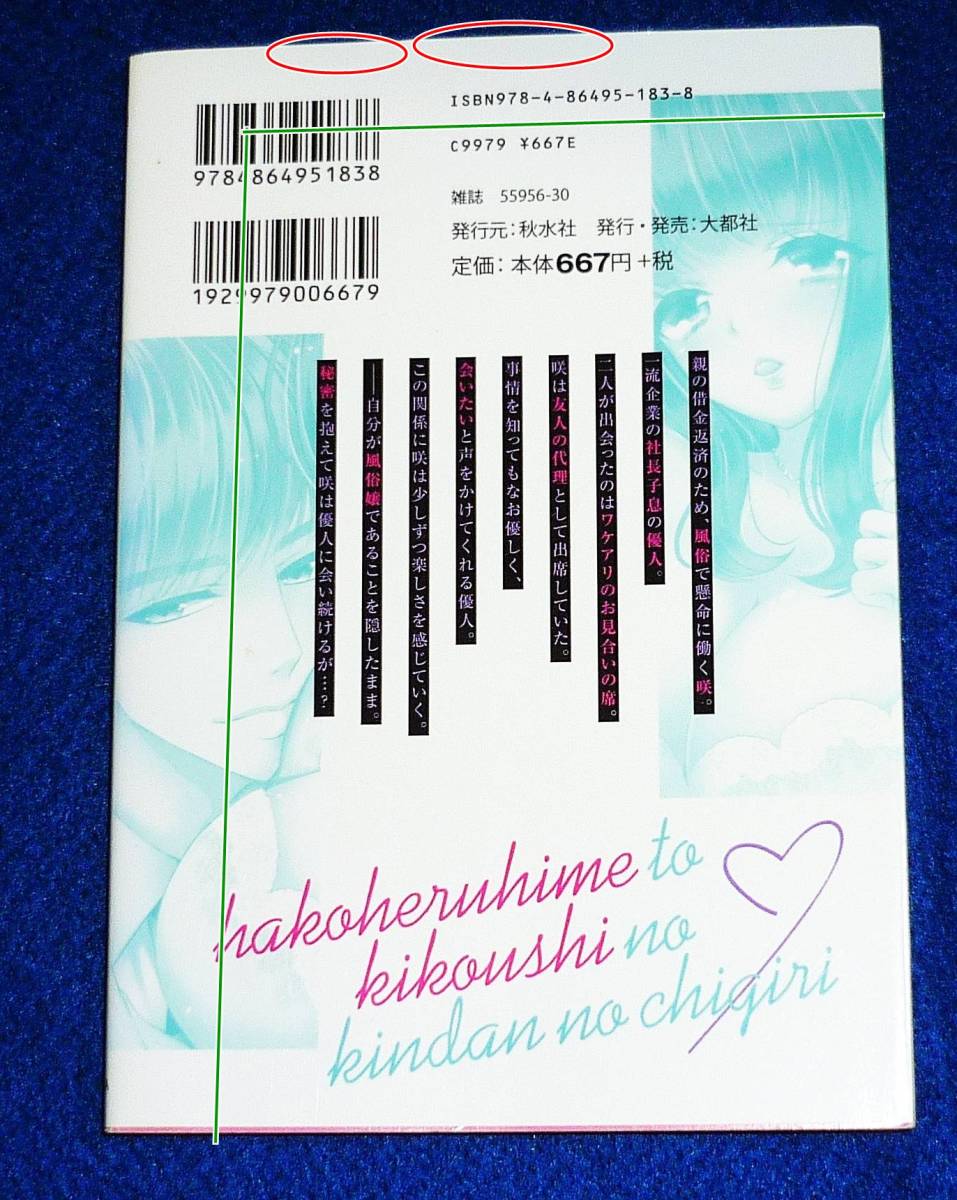 ISBN978-4-86495-183-8
C9979 ¥667E
9784864951838
雑誌 55956-30
発行元:秋水社 発行・発売:大都社
定価:本体667円+税
1929979006679
親の借金返済のため、風俗で懸命に働く咲。
一流企業の社長子息の優人。
二人が出会ったのはワケアリのお見合いの席。
咲は友人の代理として出席していた。
事情を知ってもなお優しく、
会いたいと声をかけてくれる優人。
この関係に咲は少しずつ楽しさを感じていく。
──自分が風俗嬢であることを隠したまま。
秘密を抱えて咲は優人に会い続けるが…?
hakoheruhime to
kikoushi no
kindan no chigiri